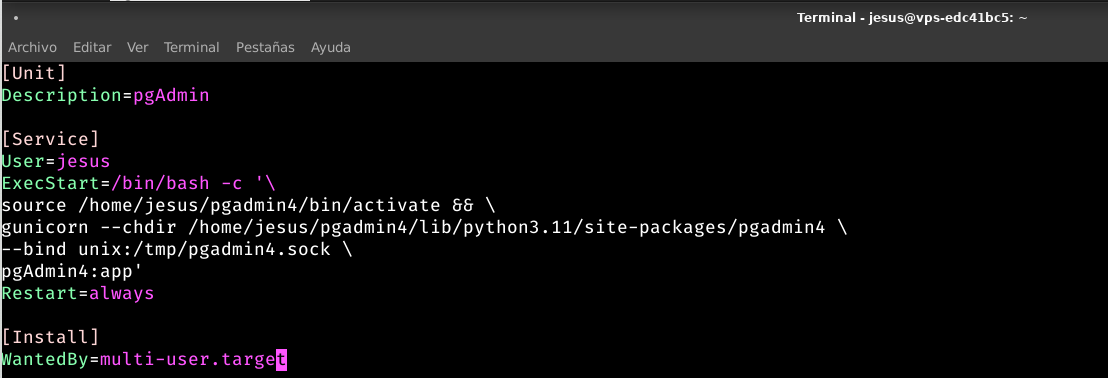 Terminal - jesus@vps-edc41bc5: ~
Archivo Editar Ver Terminal Pestañas Ayuda
[Unit]
Description=pgAdmin

[Service]
User=jesus
ExecStart=/bin/bash -c '\
source /home/jesus/pgadmin4/bin/activate && \
gunicorn --chdir /home/jesus/pgadmin4/lib/python3.11/site-packages/pgadmin4 \
--bind unix:/tmp/pgadmin4.sock \
pgAdmin4:app'
Restart=always

[Install]
WantedBy=multi-user.target